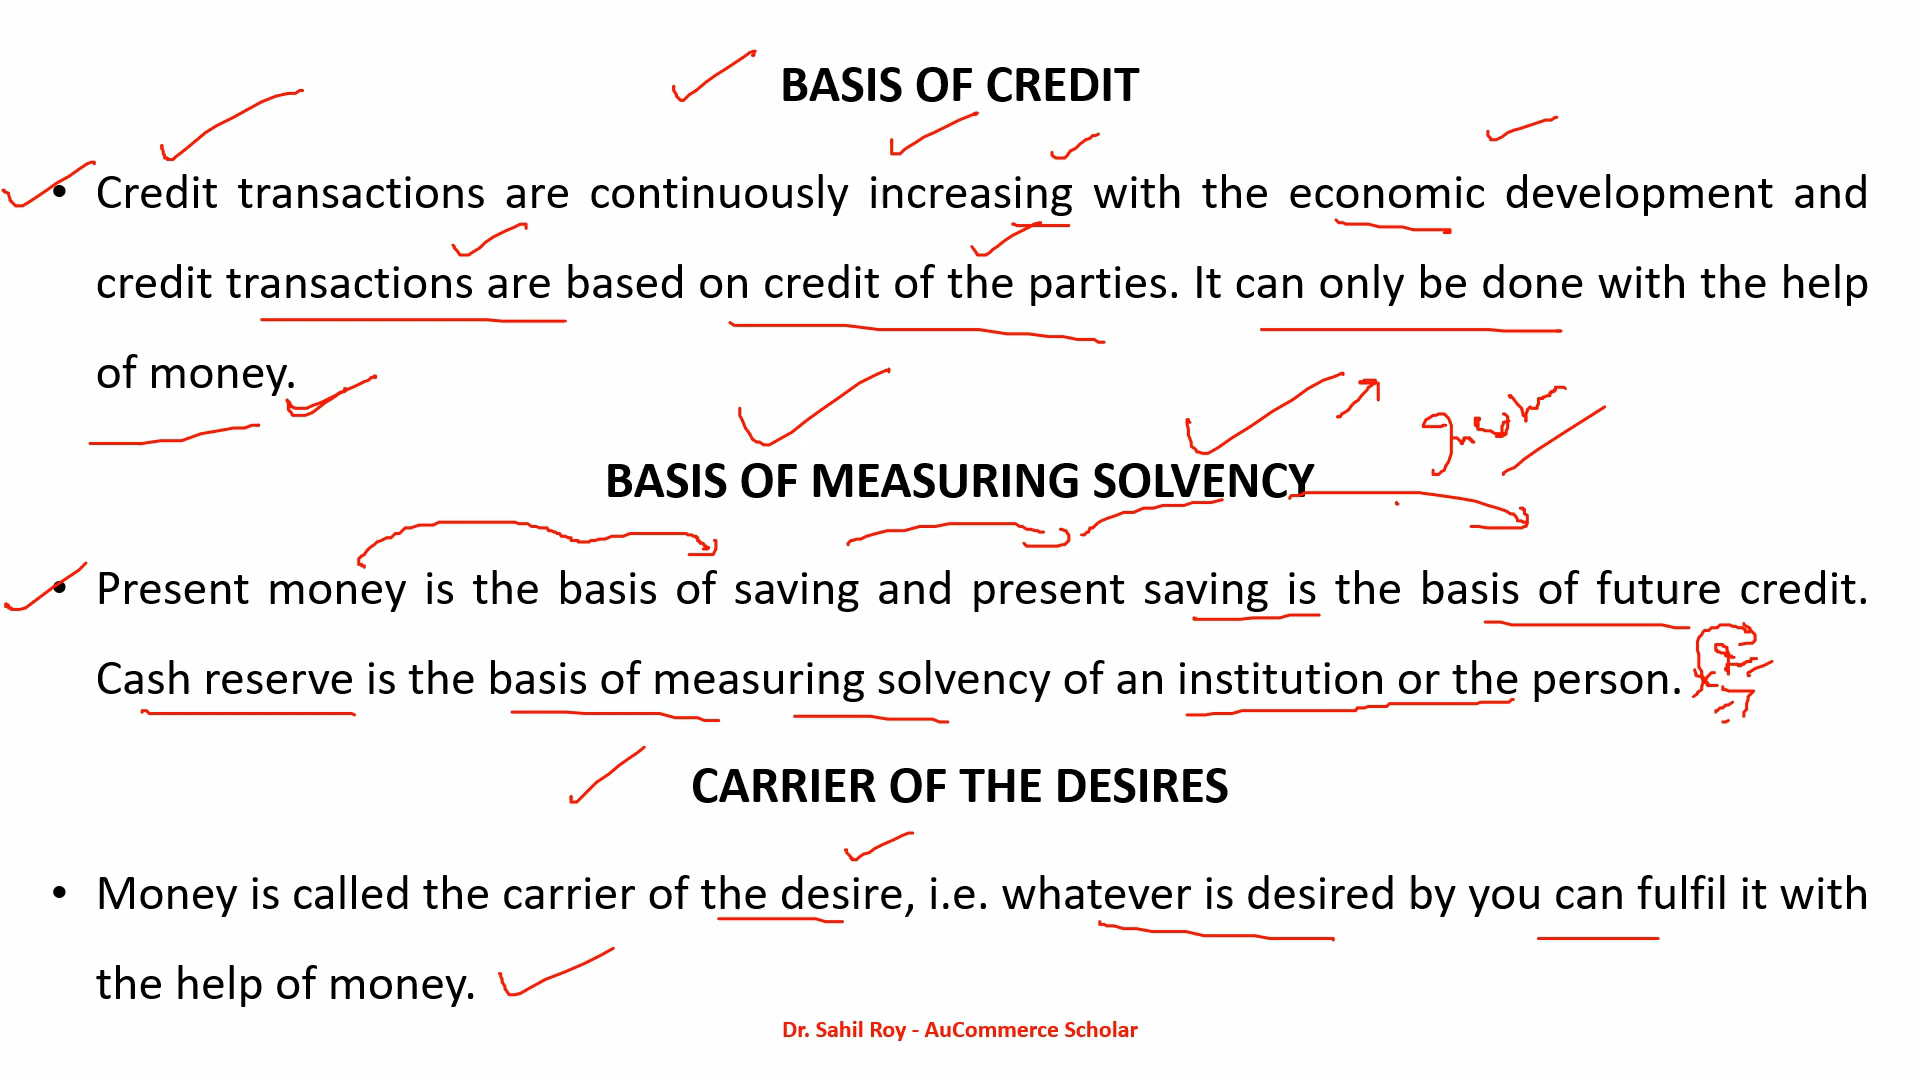 BASIS OF CREDIT
• Credit transactions are continuously increasing with the economic development and
credit transactions are based on credit of the parties. It can only be done with the help
of money.
BASIS OF MEASURING SOLVENCY
• Present money is the basis of saving and present saving is the basis of future credit.
Cash reserve is the basis of measuring solvency of an institution or the person.
CARRIER OF THE DESIRES
• Money is called the carrier of the desire, i.e. whatever is desired by you can fulfil it with
the help of money.
Dr. Sahil Roy - AuCommerce Scholar